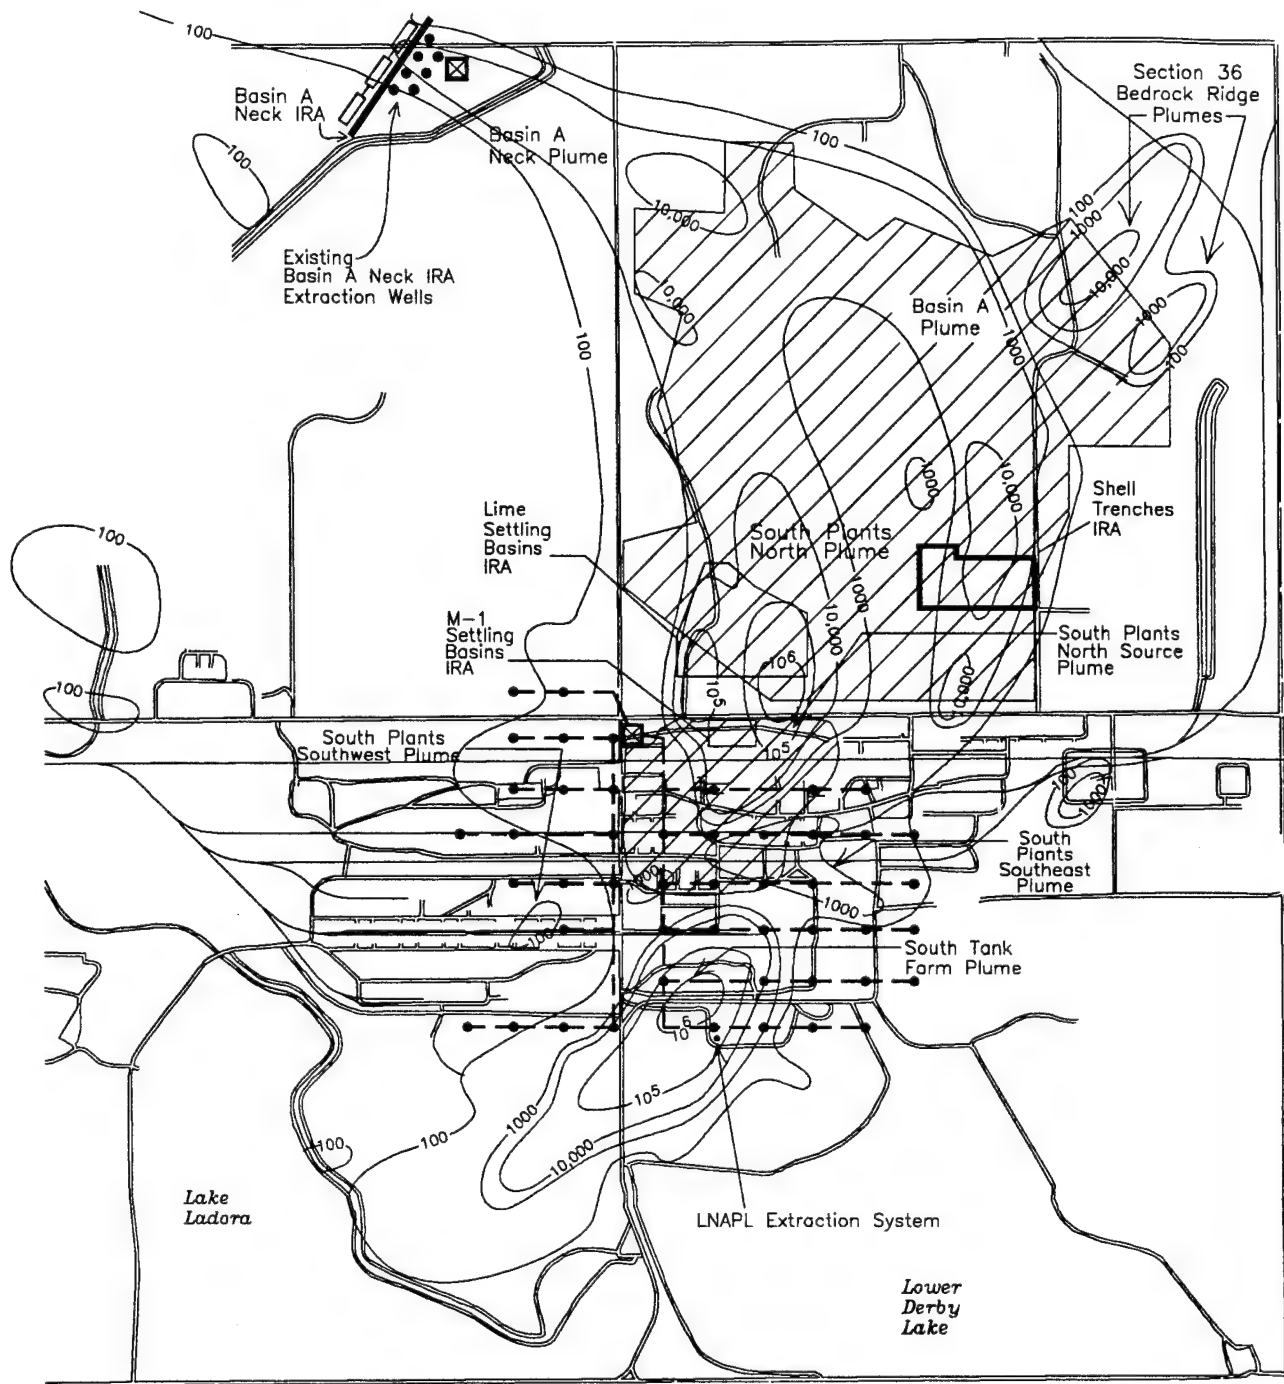 100
Section 36
Bedrock Ridge
Plumes
Basin A
Neck IRA
Basin A
Neck Plume
100
100
10,000
100
1000
Existing
Basin A Neck IRA
Extraction Wells
10,000
10,000
1000
Basin A
Plume
100
1000
100
Lime
Settling
Basins
IRA
1000
10,000
Shell
Trenches
IRA
South Plants
North Plume
100
M-1
Settling
Basins
IRA
1000
10,000
South Plants
North Source
Plume
10⁶
10⁵
100
South Plants
Southwest Plume
10⁵
100
1000
South
Plants
Southeast
Plume
1000
1000
100
South Tank
Farm Plume
10⁶
10⁵
1000
100
100
10,000
Lake
Ladora
LNAPL Extraction System
Lower
Derby
Lake